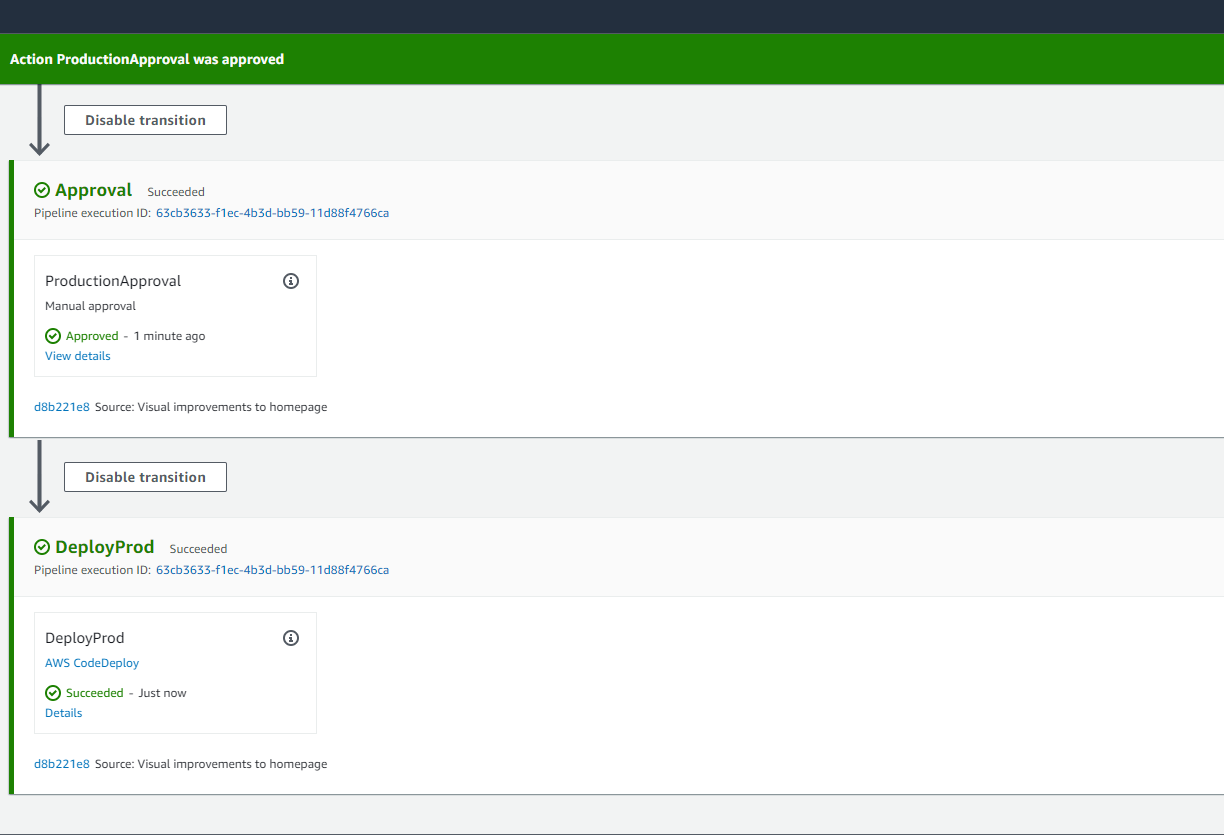 Action ProductionApproval was approved
Disable transition
Approval Succeeded
Pipeline execution ID: 63cb3633-f1ec-4b3d-bb59-11d88f4766ca
ProductionApproval
Manual approval
Approved - 1 minute ago
View details
d8b221e8 Source: Visual improvements to homepage
Disable transition
DeployProd Succeeded
Pipeline execution ID: 63cb3633-f1ec-4b3d-bb59-11d88f4766ca
DeployProd
AWS CodeDeploy
Succeeded - Just now
Details
d8b221e8 Source: Visual improvements to homepage